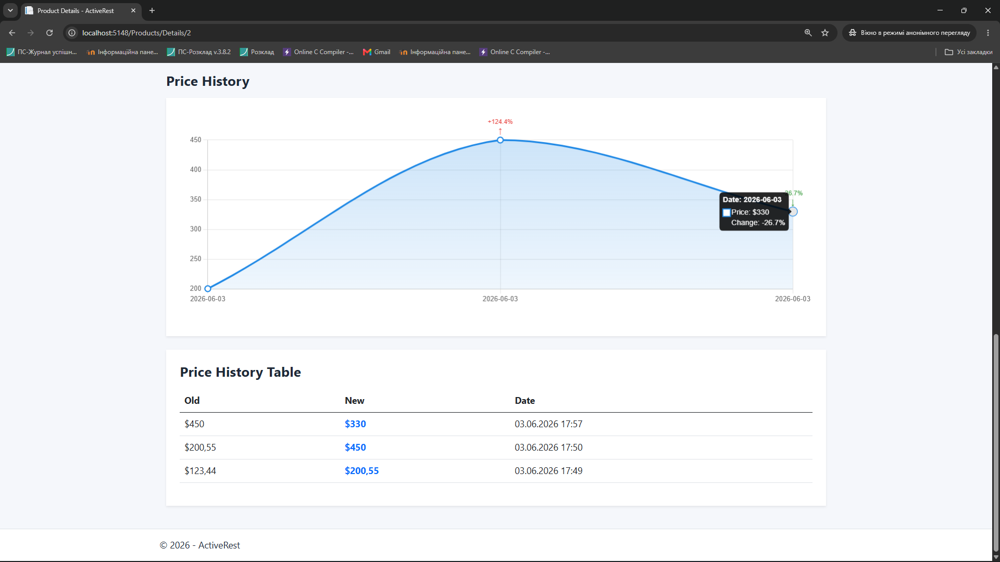 Product Details - ActiveRest
localhost:5148/Products/Details/2
Вікно в режимі анонімного перегляду
ПС-Журнал успішн...
Інформаційна пане...
ПС-Розклад v.3.8.2
Розклад
Online C Compiler -...
Gmail
Інформаційна пане...
Online C Compiler -...
Усі закладки
Price History
+124.4%
↑
450
400
350
300
250
200
26.7%
↓
Date: 2026-06-03
Price: $330
Change: -26.7%
2026-06-03
2026-06-03
2026-06-03
Price History Table
Old New Date
$450 $330 03.06.2026 17:57
$200,55 $450 03.06.2026 17:50
$123,44 $200,55 03.06.2026 17:49
© 2026 - ActiveRest